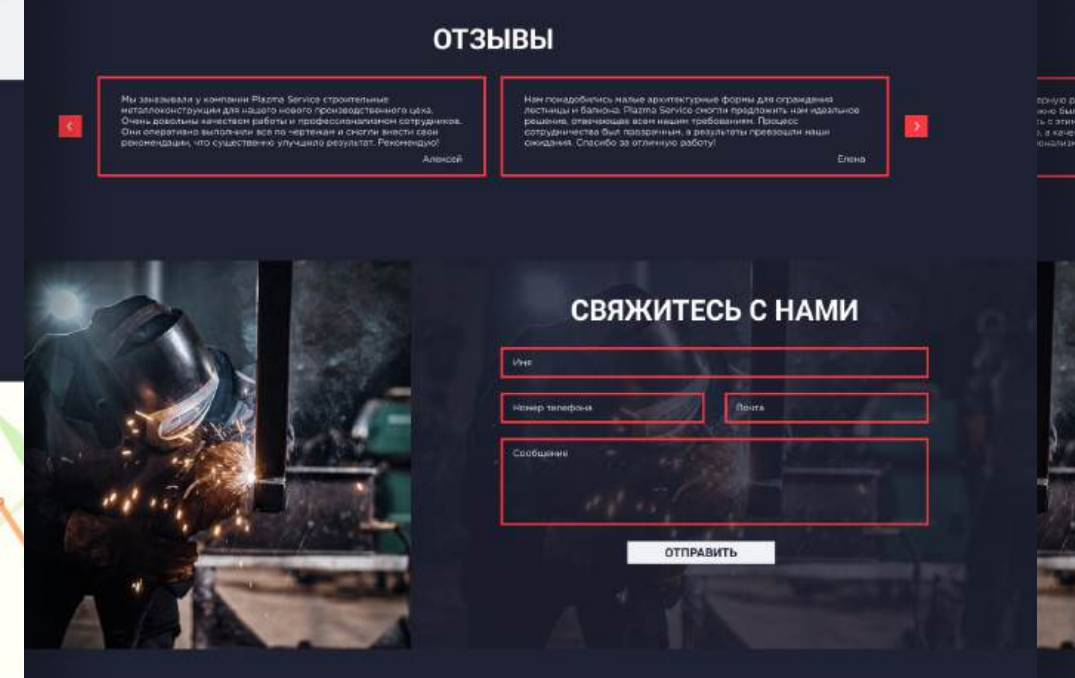 ОТЗЫВЫ
Мы заказывали у компании Plazma Service строительные
металлоконструкции для нашего нового производственного цеха.
Очень довольны качеством работы и профессионализмом сотрудников.
Они оперативно выполнили все по чертежам и смогли внести свои
рекомендации, что существенно улучшило результат. Рекомендую!
Алексей
Нам понадобились малые архитектурные формы для ограждения
лестницы и балкона. Plazma Service смогли предложить нам идеальное
решение, отвечающее всем нашим требованиям. Процесс
сотрудничества был прозрачным, а результаты превзошли наши
ожидания. Спасибо за отличную работу!
Елена
СВЯЖИТЕСЬ С НАМИ
Имя
Номер телефона
Почта
Сообщение
ОТПРАВИТЬ